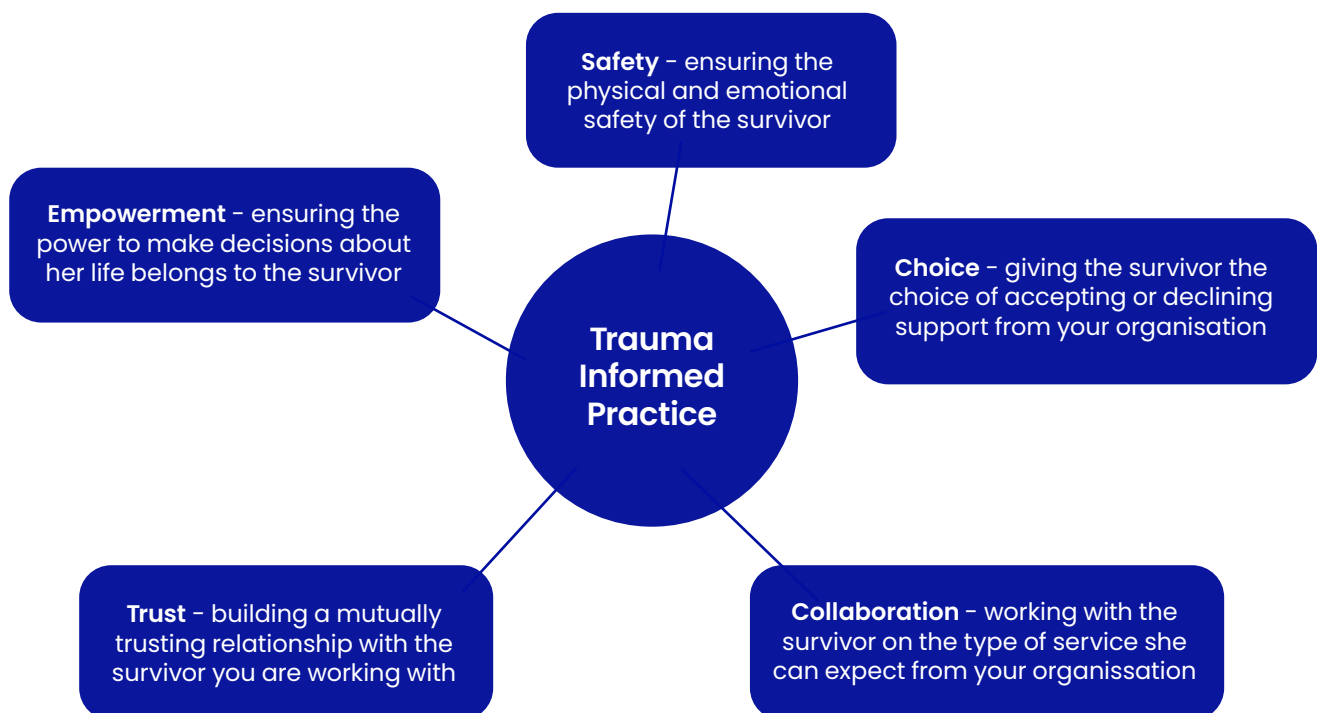 Safety - ensuring the
physical and emotional
safety of the survivor
Empowerment - ensuring the
power to make decisions about
her life belongs to the survivor
Choice - giving the survivor the
choice of accepting or declining
support from your organisation
Trauma
Informed
Practice
Trust - building a mutually
trusting relationship with the
survivor you are working with
Collaboration - working with the
survivor on the type of service she
can expect from your organissation